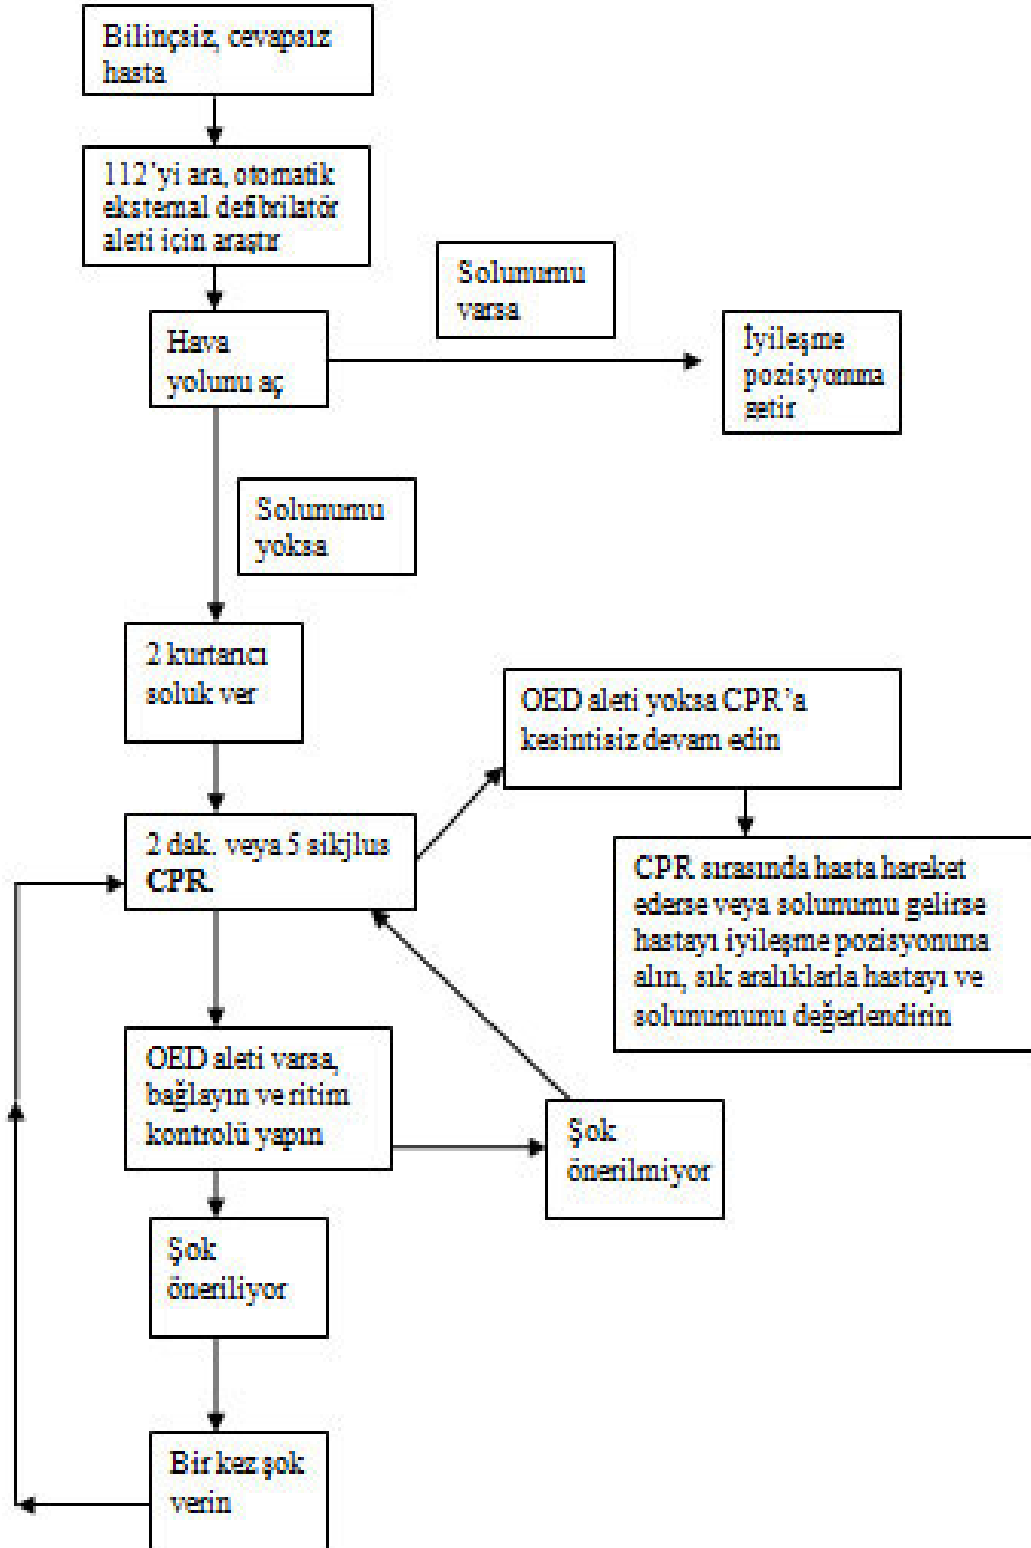 Bilinçsiz, cevapsız
hasta
112'yi ara, otomatik
eksternal defibrilatör
aleti için araştır
Solunumu
varsa
Hava
yolunu aç
İyileşme
pozisyonuna
getir
Solunumu
yoksa
2 kurtarıcı
soluk ver
OED aleti yoksa CPR'a
kesintisiz devam edin
2 dak. veya 5 sikjlus
CPR.
CPR sırasında hasta hareket
ederse veya solunumu gelirse
hastayı iyileşme pozisyonuna
alın, sık aralıklarla hastayı ve
solunumunu değerlendirin
OED aleti varsa,
bağlayın ve ritim
kontrolü yapın
Şok
önerilmiyor
Şok
öneriliyor
Bir kez şok
verin